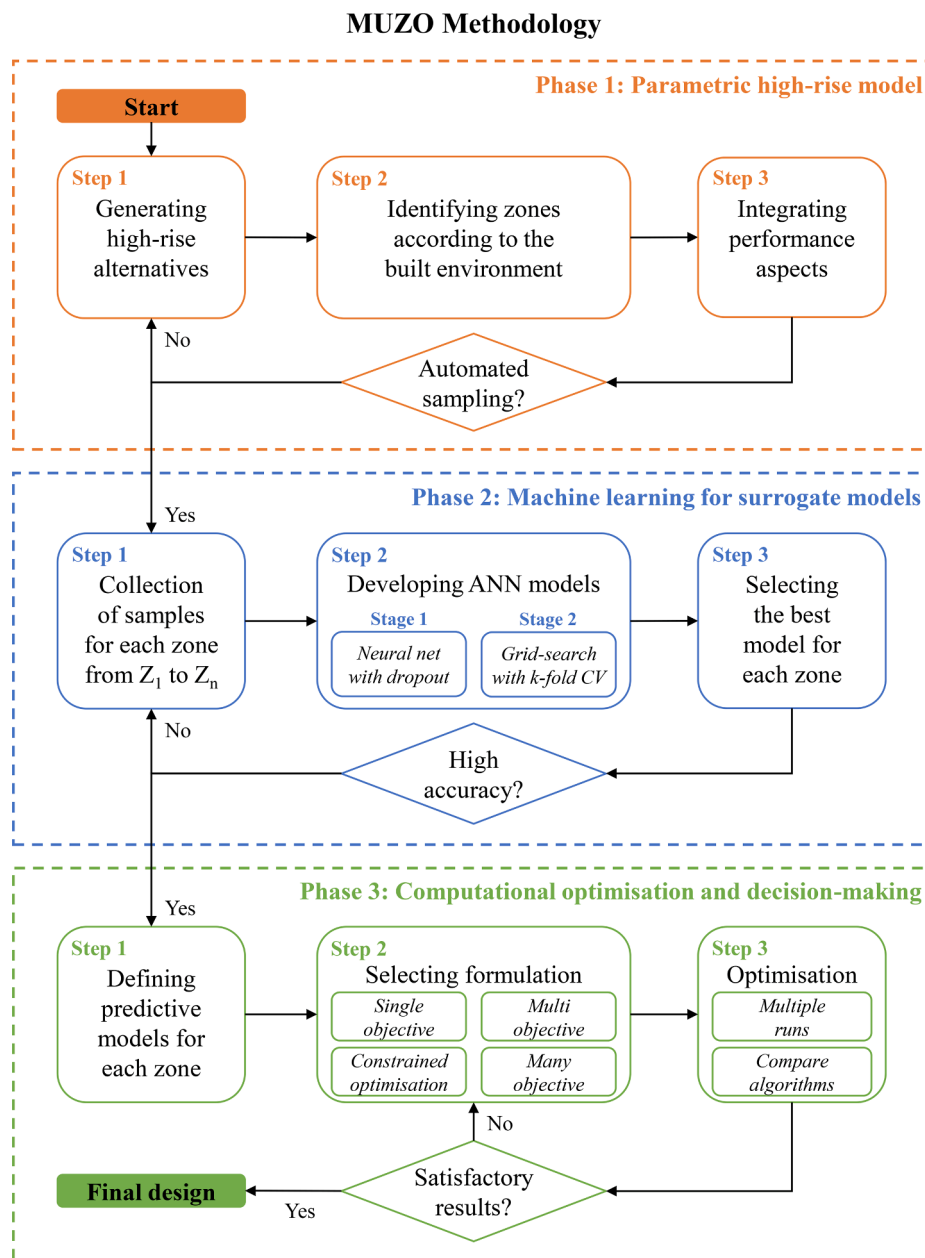 MUZO Methodology
Phase 1: Parametric high-rise model
Start
Step 1
Generating
high-rise
alternatives
Step 2
Identifying zones
according to the
built environment
Step 3
Integrating
performance
aspects
No
Automated
sampling?
Phase 2: Machine learning for surrogate models
Yes
Step 1
Collection
of samples
for each zone
from Z₁ to Zₙ
Step 2
Developing ANN models
Stage 1
Neural net
with dropout
Stage 2
Grid-search
with k-fold CV
Step 3
Selecting
the best
model for
each zone
No
High
accuracy?
Phase 3: Computational optimisation and decision-making
Yes
Step 1
Defining
predictive
models for
each zone
Step 2
Selecting formulation
Single
objective
Multi
objective
Constrained
optimisation
Many
objective
Step 3
Optimisation
Multiple
runs
Compare
algorithms
No
Satisfactory
results?
Yes
Final design